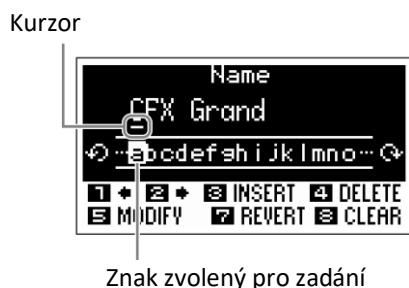 Kurzor
Name
CFX Grand
…abcdefghijklmno…
1 ← 2 → 3 INSERT 4 DELETE
5 MODIFY 7 REVERT 8 CLEAR
Znak zvolený pro zadání